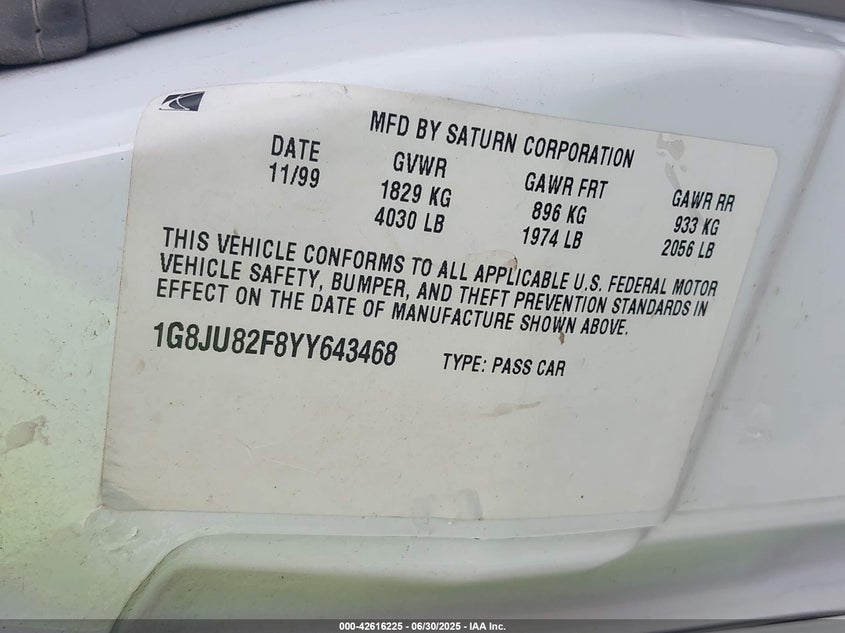 MFD BY SATURN CORPORATION
DATE GVWR GAWR FRT GAWR RR
11/99 1829 KG 896 KG 933 KG
4030 LB 1974 LB 2056 LB
THIS VEHICLE CONFORMS TO ALL APPLICABLE U.S. FEDERAL MOTOR
VEHICLE SAFETY, BUMPER, AND THEFT PREVENTION STANDARDS IN
EFFECT ON THE DATE OF MANUFACTURE SHOWN ABOVE.
1G8JU82F8YY643468 TYPE: PASS CAR
000-42616225 - 06/30/2025 - IAA Inc.